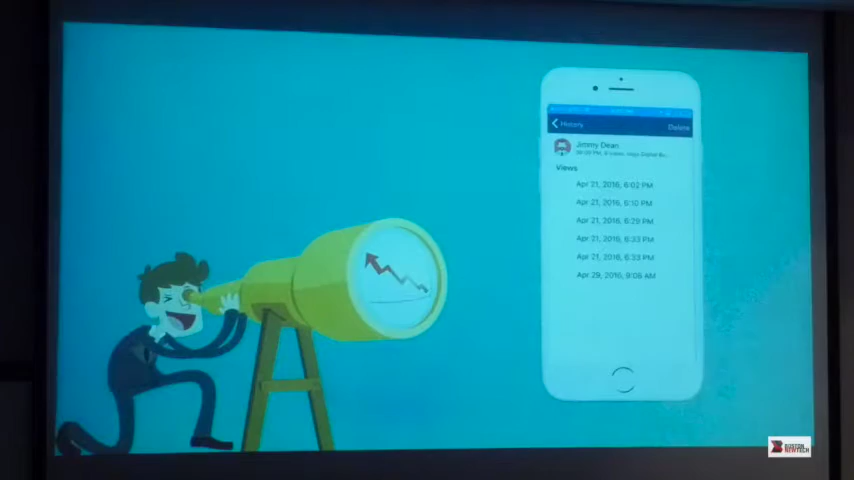 History
Delete
Jimmy Dean
Views
Apr 21, 2016, 6:02 PM
Apr 21, 2016, 6:10 PM
Apr 21, 2016, 6:29 PM
Apr 21, 2016, 6:33 PM
Apr 21, 2016, 6:33 PM
Apr 29, 2016, 9:08 AM
BOSTON
NEWTECH